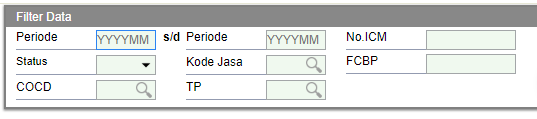 Filter Data
Periode YYYYMM s/d Periode YYYYMM No.ICM
Status Kode Jasa FCBP
COCD TP